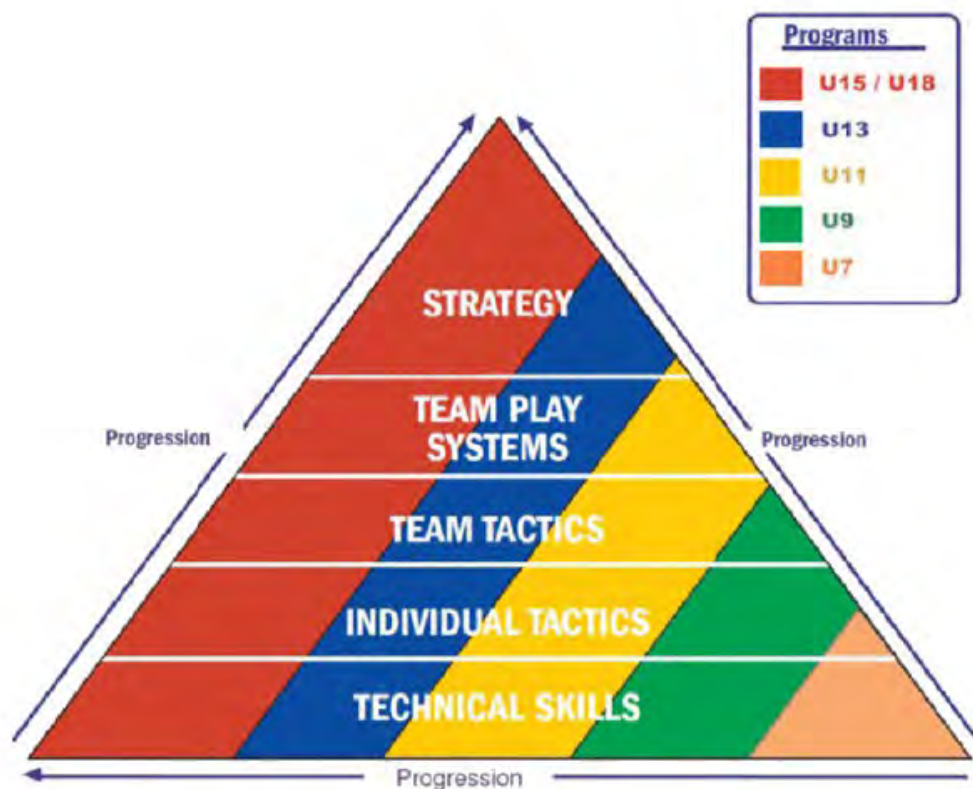 Programs
U15 / U18
U13
U11
U9
U7
STRATEGY
TEAM PLAY
SYSTEMS
Progression
Progression
TEAM TACTICS
INDIVIDUAL TACTICS
TECHNICAL SKILLS
Progression